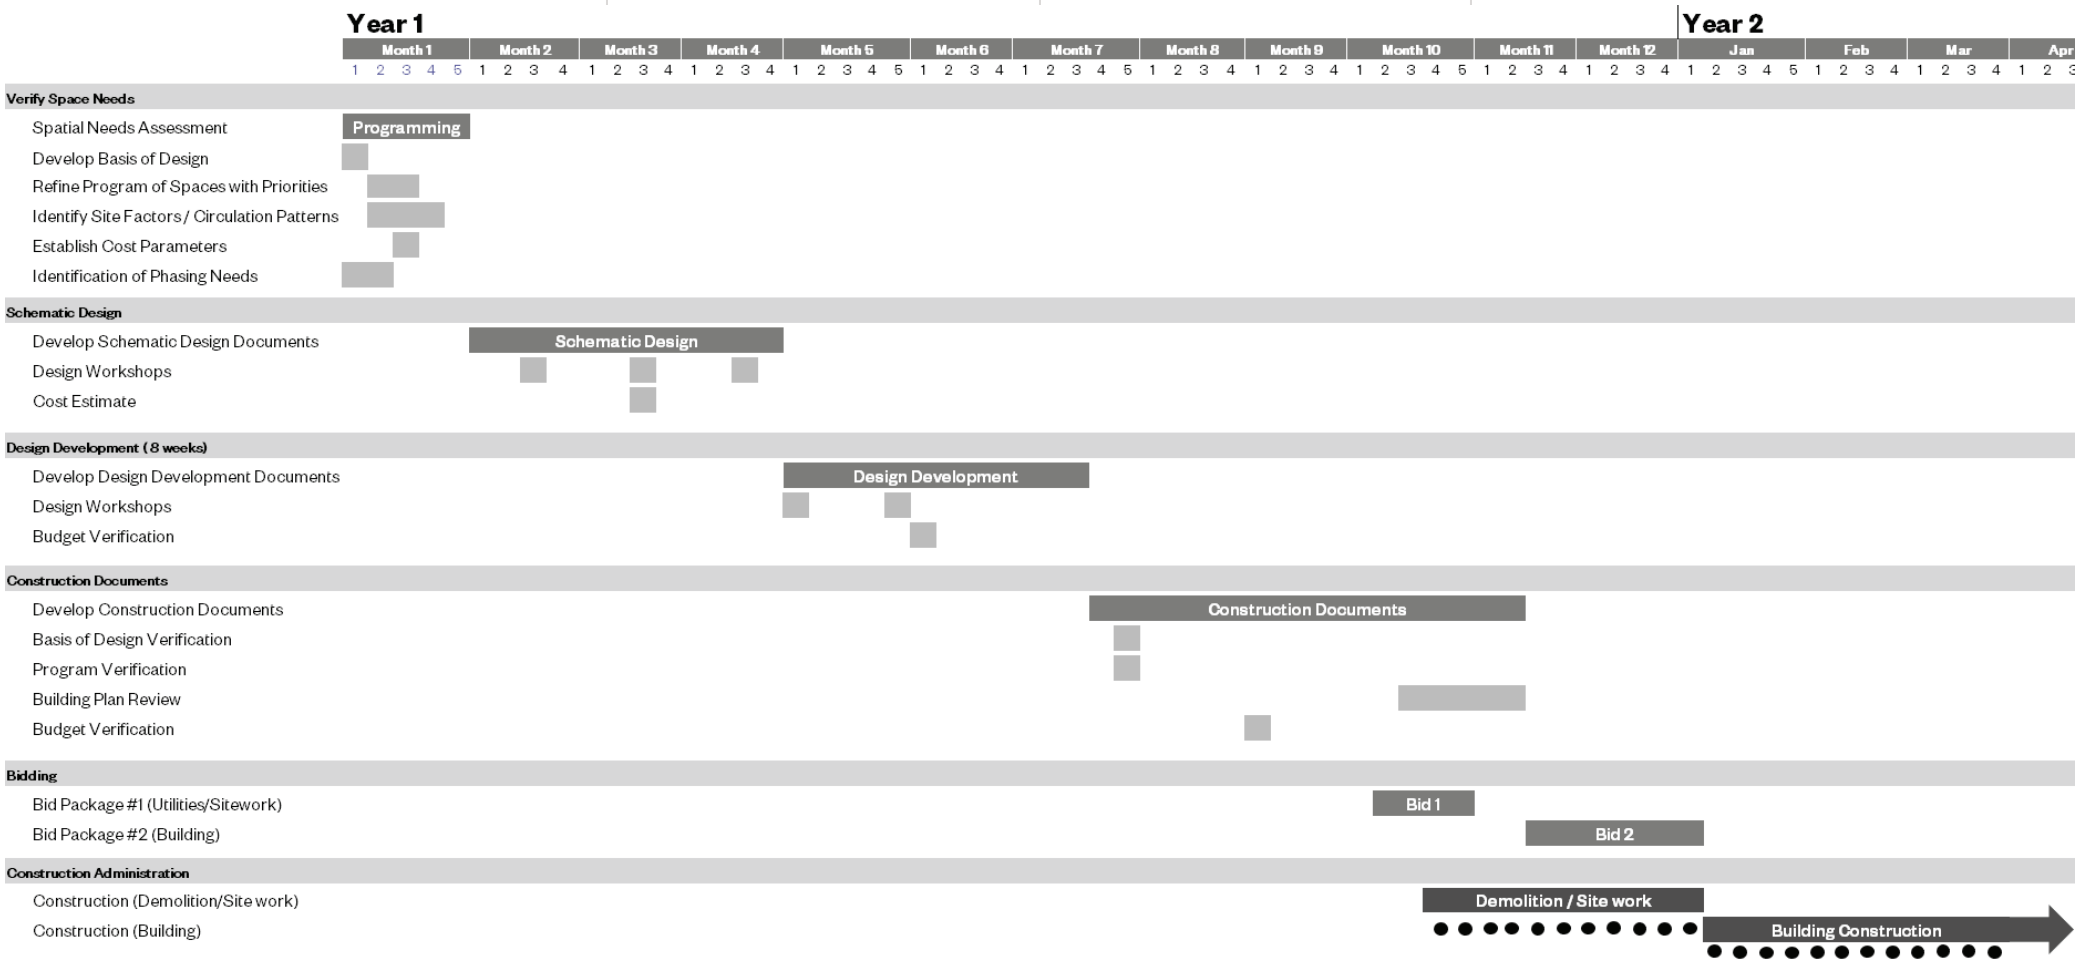 Year 1 Year 2
Month 1 Month 2 Month 3 Month 4 Month 5 Month 6 Month 7 Month 8 Month 9 Month 10 Month 11 Month 12 Jan Feb Mar Apr
1 2 3 4 5 1 2 3 4 1 2 3 4 1 2 3 4 1 2 3 4 5 1 2 3 4 1 2 3 4 5 1 2 3 4 1 2 3 4 1 2 3 4 5 1 2 3 4 1 2 3 4 1 2 3 4 5 1 2 3 4 1 2 3 4 1 2 3
Verify Space Needs
Spatial Needs Assessment Programming
Develop Basis of Design
Refine Program of Spaces with Priorities
Identify Site Factors / Circulation Patterns
Establish Cost Parameters
Identification of Phasing Needs
Schematic Design
Develop Schematic Design Documents Schematic Design
Design Workshops
Cost Estimate
Design Development ( 8 weeks)
Develop Design Development Documents Design Development
Design Workshops
Budget Verification
Construction Documents
Develop Construction Documents Construction Documents
Basis of Design Verification
Program Verification
Building Plan Review
Budget Verification
Bidding
Bid Package #1 (Utilities/Sitework) Bid 1
Bid Package #2 (Building) Bid 2
Construction Administration
Construction (Demolition/Site work) Demolition / Site work
Construction (Building) Building Construction